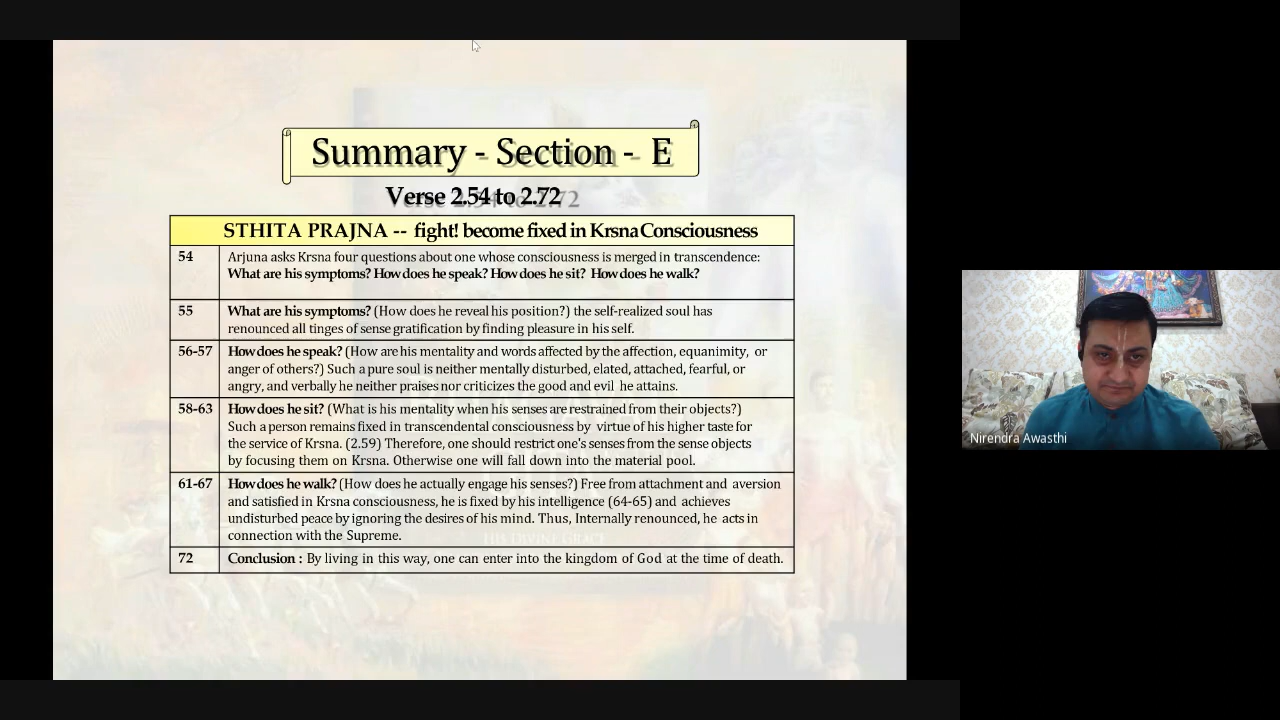 Summary - Section - E
Verse 2.54 to 2.72
STHITA PRAJNA -- fight! become fixed in Krsna Consciousness
54
Arjuna asks Krsna four questions about one whose consciousness is merged in transcendence:
What are his symptoms? How does he speak? How does he sit? How does he walk?
55
What are his symptoms? (How does he reveal his position?) the self-realized soul has
renounced all tinges of sense gratification by finding pleasure in his self.
56-57
How does he speak? (How are his mentality and words affected by the affection, equanimity, or
anger of others?) Such a pure soul is neither mentally disturbed, elated, attached, fearful, or
angry, and verbally he neither praises nor criticizes the good and evil he attains.
58-63
How does he sit? (What is his mentality when his senses are restrained from their objects?)
Such a person remains fixed in transcendental consciousness by virtue of his higher taste for
the service of Krsna. (2.59) Therefore, one should restrict one's senses from the sense objects
by focusing them on Krsna. Otherwise one will fall down into the material pool.
61-67
How does he walk? (How does he actually engage his senses?) Free from attachment and aversion
and satisfied in Krsna consciousness, he is fixed by his intelligence (64-65) and achieves
undisturbed peace by ignoring the desires of his mind. Thus, Internally renounced, he acts in
connection with the Supreme.
72
Conclusion : By living in this way, one can enter into the kingdom of God at the time of death.
HIS DIVINE GRACE
Nirendra Awasthi